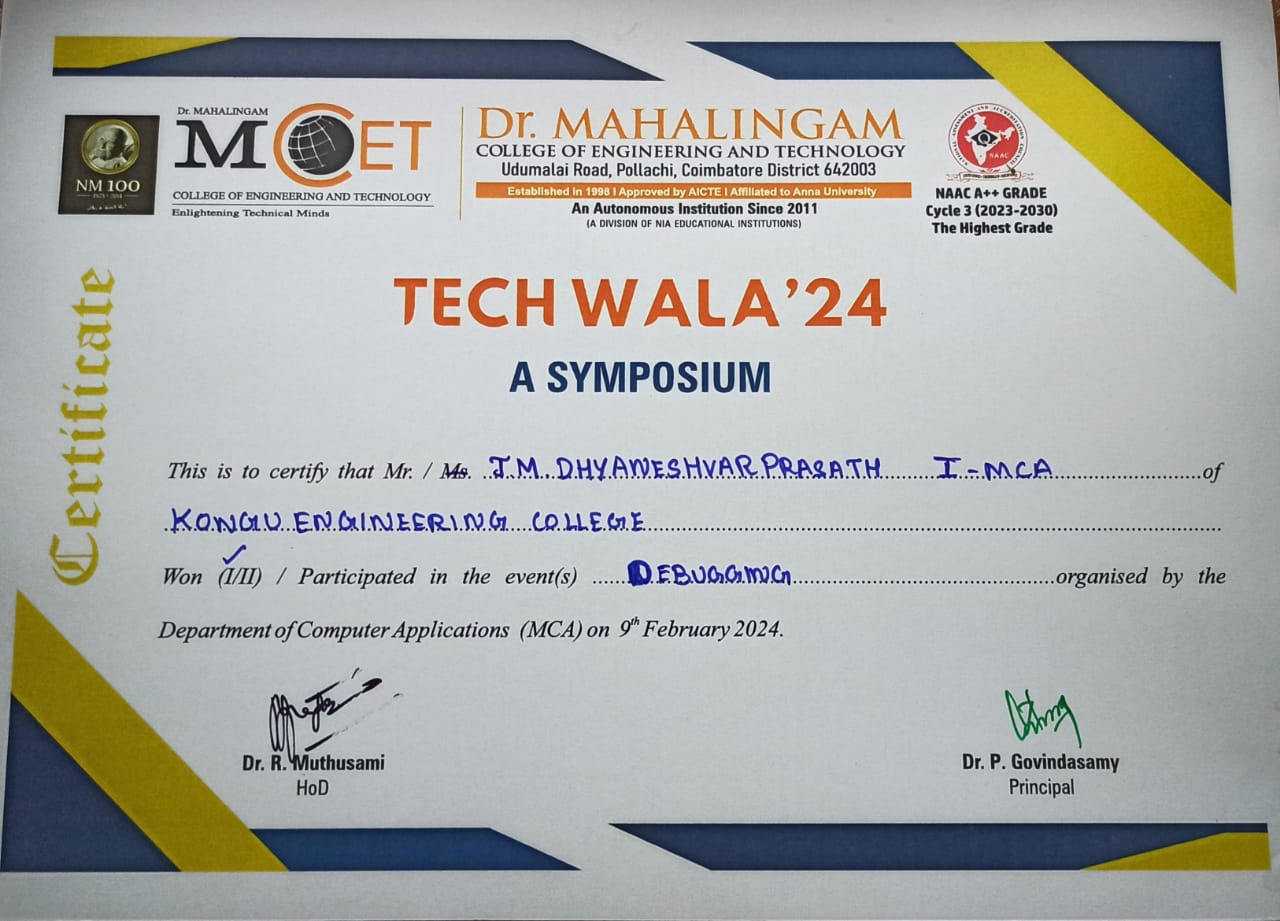 NM 100
1923 - 2014
Dr. MAHALINGAM
MCET
COLLEGE OF ENGINEERING AND TECHNOLOGY
Enlightening Technical Minds
Dr. MAHALINGAM
COLLEGE OF ENGINEERING AND TECHNOLOGY
Udumalai Road, Pollachi, Coimbatore District 642003
Established in 1998 I Approved by AICTE I Affiliated to Anna University
An Autonomous Institution Since 2011
(A DIVISION OF NIA EDUCATIONAL INSTITUTIONS)
NAAC
NAAC A++ GRADE
Cycle 3 (2023-2030)
The Highest Grade
Certificate
TECH WALA'24
A SYMPOSIUM
This is to certify that Mr. / Ms. J.M. DHYANESHVAR PRASATH I-MCA of
KONGU ENGINEERING COLLEGE
Won (I/II) / Participated in the event(s) DEBUGGING organised by the
Department of Computer Applications (MCA) on 9th February 2024.
Dr. R. Muthusami
HoD
Dr. P. Govindasamy
Principal